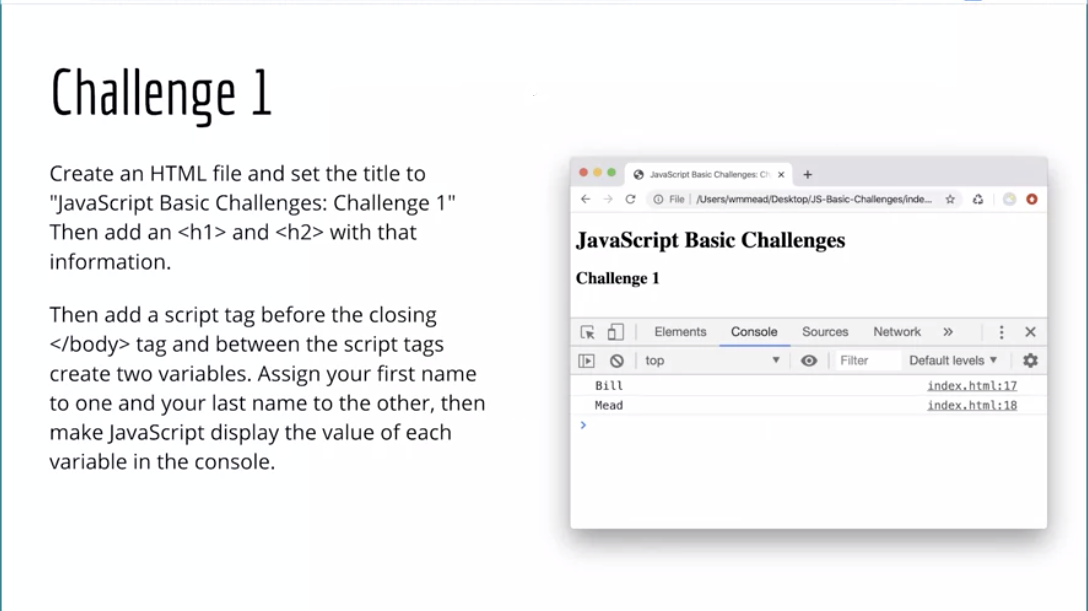 Challenge 1
Create an HTML file and set the title to
"JavaScript Basic Challenges: Challenge 1"
Then add an <h1> and <h2> with that
information.
Then add a script tag before the closing
</body> tag and between the script tags
create two variables. Assign your first name
to one and your last name to the other, then
make JavaScript display the value of each
variable in the console.
JavaScript Basic Challenges: Ch
File /Users/wmmead/Desktop/JS-Basic-Challenges/inde...
JavaScript Basic Challenges
Challenge 1
Elements Console Sources Network »
top Filter Default levels
Bill index.html:17
Mead index.html:18
>